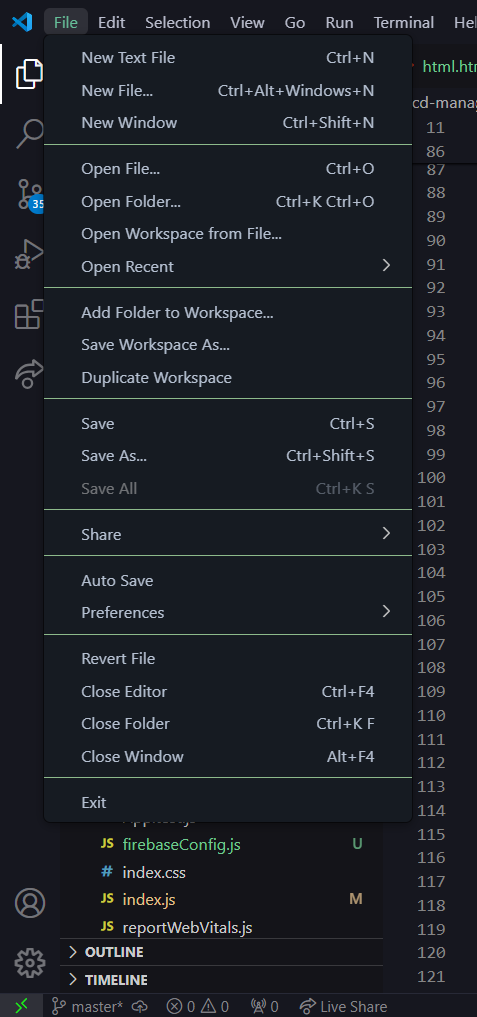 File Edit Selection View Go Run Terminal
New Text File Ctrl+N
New File... Ctrl+Alt+Windows+N
New Window Ctrl+Shift+N
Open File... Ctrl+O
Open Folder... Ctrl+K Ctrl+O
Open Workspace from File...
Open Recent
Add Folder to Workspace...
Save Workspace As...
Duplicate Workspace
Save Ctrl+S
Save As... Ctrl+Shift+S
Save All Ctrl+K S
Share
Auto Save
Preferences
Revert File
Close Editor Ctrl+F4
Close Folder Ctrl+K F
Close Window Alt+F4
Exit
35
JS firebaseConfig.js U
# index.css
JS index.js M
JS reportWebVitals.js
OUTLINE
TIMELINE
master* 0 0 0 Live Share
html.ht
cd-mana
11
86
87
88
89
90
91
92
93
94
95
96
97
98
99
100
101
102
103
104
105
106
107
108
109
110
111
112
113
114
115
116
117
118
119
120
121